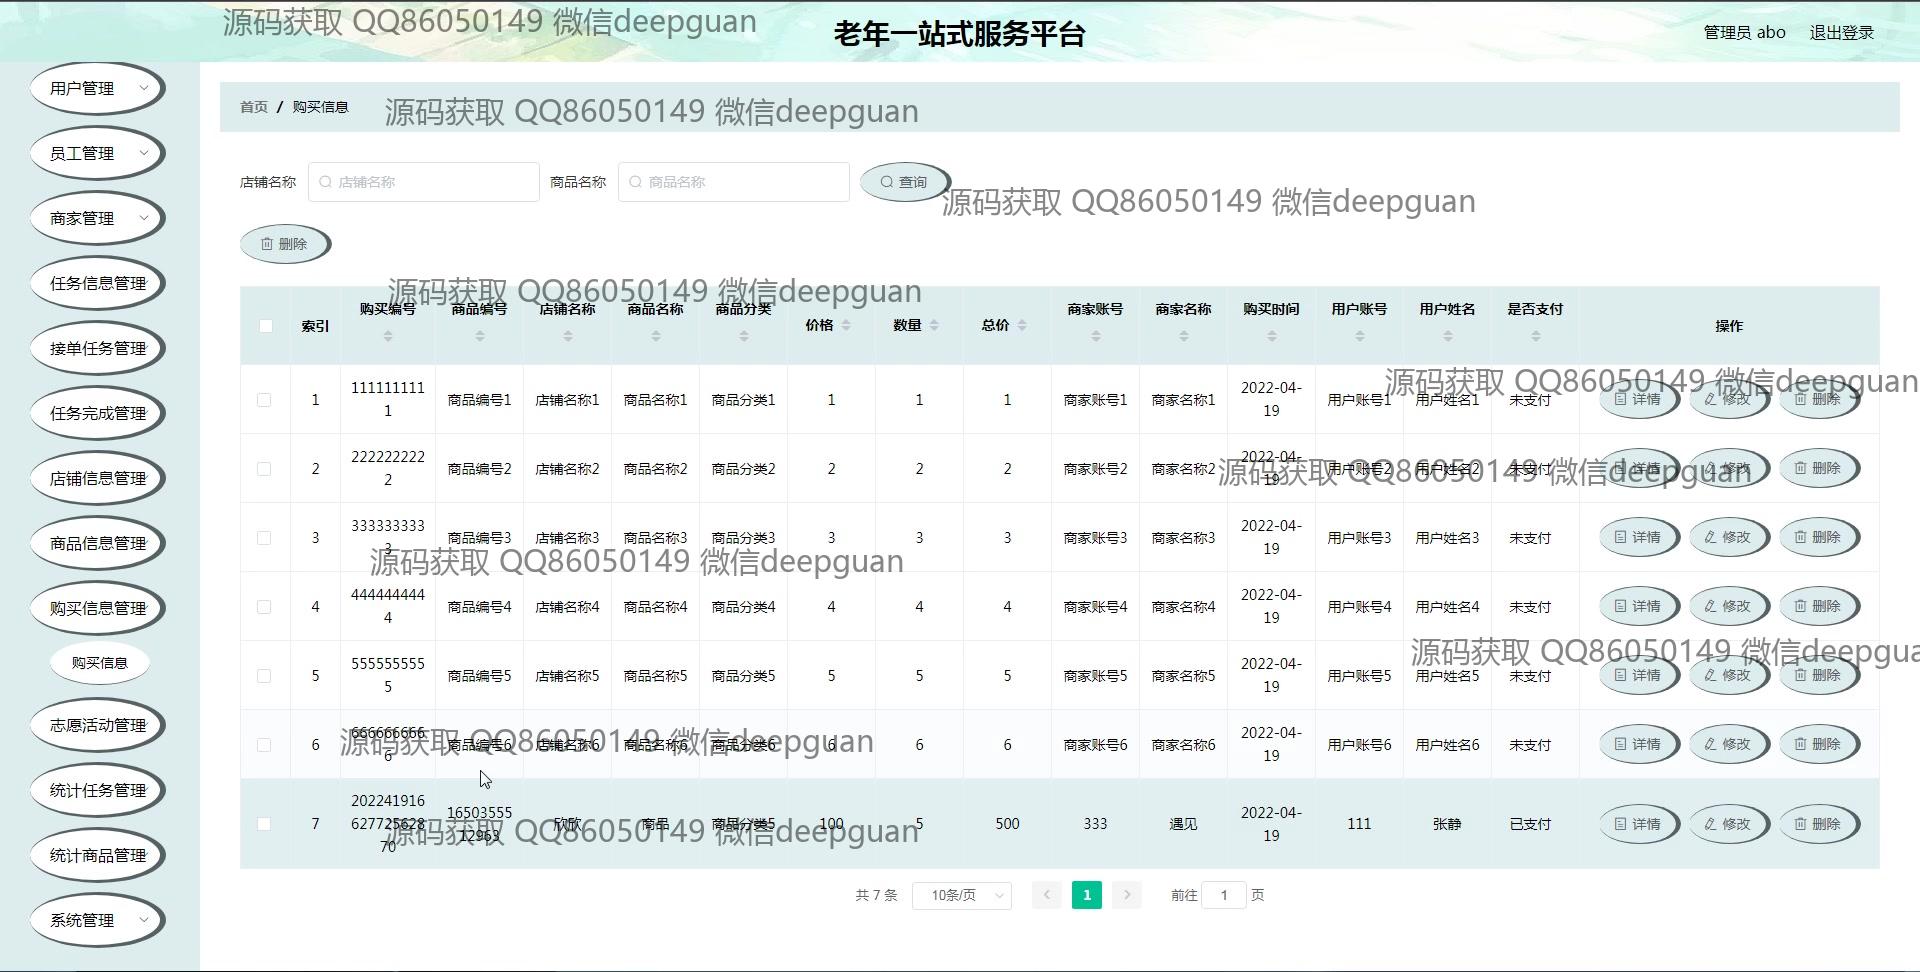 源码获取 QQ86050149 微信deepguan
老年一站式服务平台
管理员 abo 退出登录
用户管理
员工管理
商家管理
任务信息管理
接单任务管理
任务完成管理
店铺信息管理
商品信息管理
购买信息管理
购买信息
志愿活动管理
统计任务管理
统计商品管理
系统管理
首页 / 购买信息
源码获取 QQ86050149 微信deepguan
店铺名称 店铺名称 商品名称 商品名称 查询
源码获取 QQ86050149 微信deepguan
删除
源码获取 QQ86050149 微信deepguan
索引 购买编号 商品编号 店铺名称 商品名称 商品分类 价格 数量 总价 商家账号 商家名称 购买时间 用户账号 用户姓名 是否支付 操作
源码获取 QQ86050149 微信deepguan
1 1111111111 商品编号1 店铺名称1 商品名称1 商品分类1 1 1 1 商家账号1 商家名称1 2022-04-19 用户账号1 用户姓名1 未支付 详情 修改 删除
源码获取 QQ86050149 微信deepguan
2 2222222222 商品编号2 店铺名称2 商品名称2 商品分类2 2 2 2 商家账号2 商家名称2 2022-04-19 用户账号2 用户姓名2 未支付 详情 修改 删除
3 3333333333 商品编号3 店铺名称3 商品名称3 商品分类3 3 3 3 商家账号3 商家名称3 2022-04-19 用户账号3 用户姓名3 未支付 详情 修改 删除
源码获取 QQ86050149 微信deepguan
4 4444444444 商品编号4 店铺名称4 商品名称4 商品分类4 4 4 4 商家账号4 商家名称4 2022-04-19 用户账号4 用户姓名4 未支付 详情 修改 删除
源码获取 QQ86050149 微信deepgua
5 5555555555 商品编号5 店铺名称5 商品名称5 商品分类5 5 5 5 商家账号5 商家名称5 2022-04-19 用户账号5 用户姓名5 未支付 详情 修改 删除
源码获取 QQ86050149 微信deepguan
6 6666666666 商品编号6 店铺名称6 商品名称6 商品分类6 6 6 6 商家账号6 商家名称6 2022-04-19 用户账号6 用户姓名6 未支付 详情 修改 删除
7 20224191662772562870 1650355512963 欣欣 商品 商品分类5 100 5 500 333 遇见 2022-04-19 111 张静 已支付 详情 修改 删除
源码获取 QQ86050149 微信deepguan
共 7 条 10条/页 1 前往 1 页